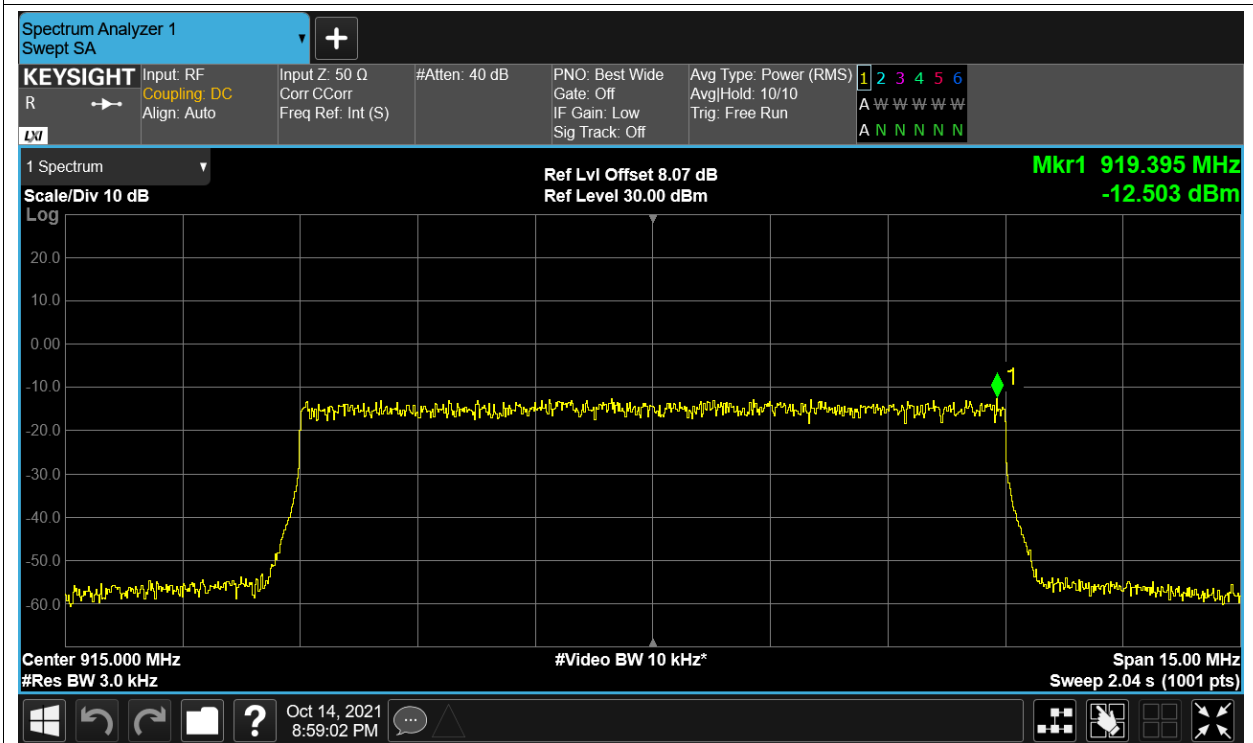 Spectrum Analyzer 1
Swept SA
KEYSIGHT
R
LXI
Input: RF
Coupling: DC
Align: Auto
Input Z: 50 Ω
Corr CCorr
Freq Ref: Int (S)
#Atten: 40 dB
PNO: Best Wide
Gate: Off
IF Gain: Low
Sig Track: Off
Avg Type: Power (RMS)
Avg|Hold: 10/10
Trig: Free Run
1 2 3 4 5 6
A W W W W W
A N N N N N
1 Spectrum
Scale/Div 10 dB
Ref Lvl Offset 8.07 dB
Ref Level 30.00 dBm
Mkr1 919.395 MHz
-12.503 dBm
Log
20.0
10.0
0.00
-10.0
-20.0
-30.0
-40.0
-50.0
-60.0
1
Center 915.000 MHz
#Res BW 3.0 kHz
#Video BW 10 kHz*
Span 15.00 MHz
Sweep 2.04 s (1001 pts)
?
Oct 14, 2021
8:59:02 PM